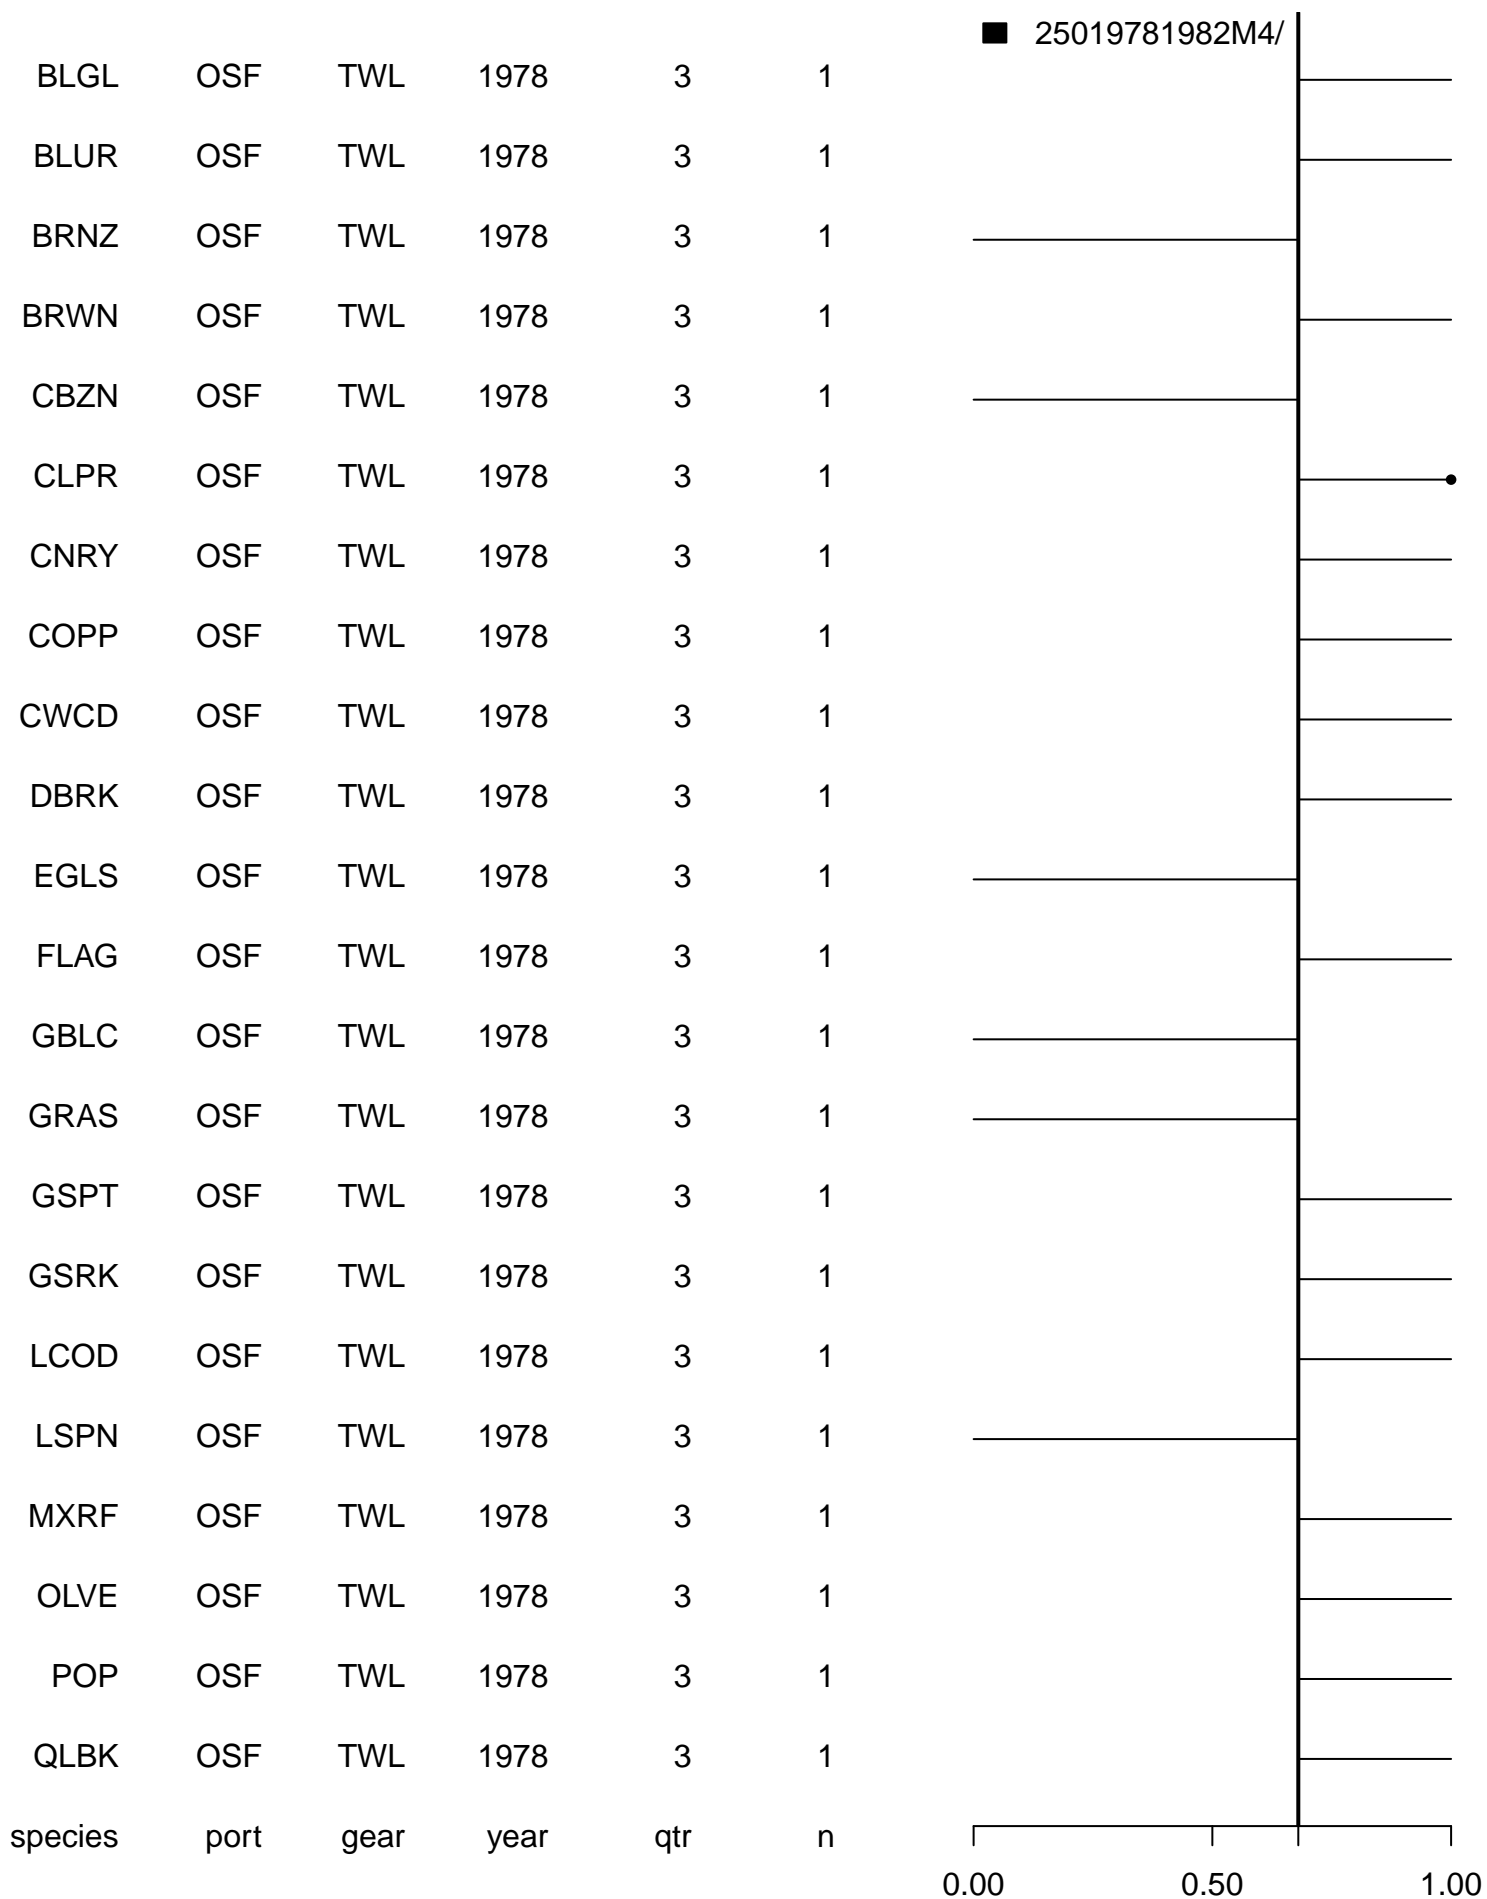 25019781982M4/
BLGL OSF TWL 1978 3 1
BLUR OSF TWL 1978 3 1
BRNZ OSF TWL 1978 3 1
BRWN OSF TWL 1978 3 1
CBZN OSF TWL 1978 3 1
CLPR OSF TWL 1978 3 1
CNRY OSF TWL 1978 3 1
COPP OSF TWL 1978 3 1
CWCD OSF TWL 1978 3 1
DBRK OSF TWL 1978 3 1
EGLS OSF TWL 1978 3 1
FLAG OSF TWL 1978 3 1
GBLC OSF TWL 1978 3 1
GRAS OSF TWL 1978 3 1
GSPT OSF TWL 1978 3 1
GSRK OSF TWL 1978 3 1
LCOD OSF TWL 1978 3 1
LSPN OSF TWL 1978 3 1
MXRF OSF TWL 1978 3 1
OLVE OSF TWL 1978 3 1
POP OSF TWL 1978 3 1
QLBK OSF TWL 1978 3 1
species port gear year qtr n
0.00 0.50 1.00